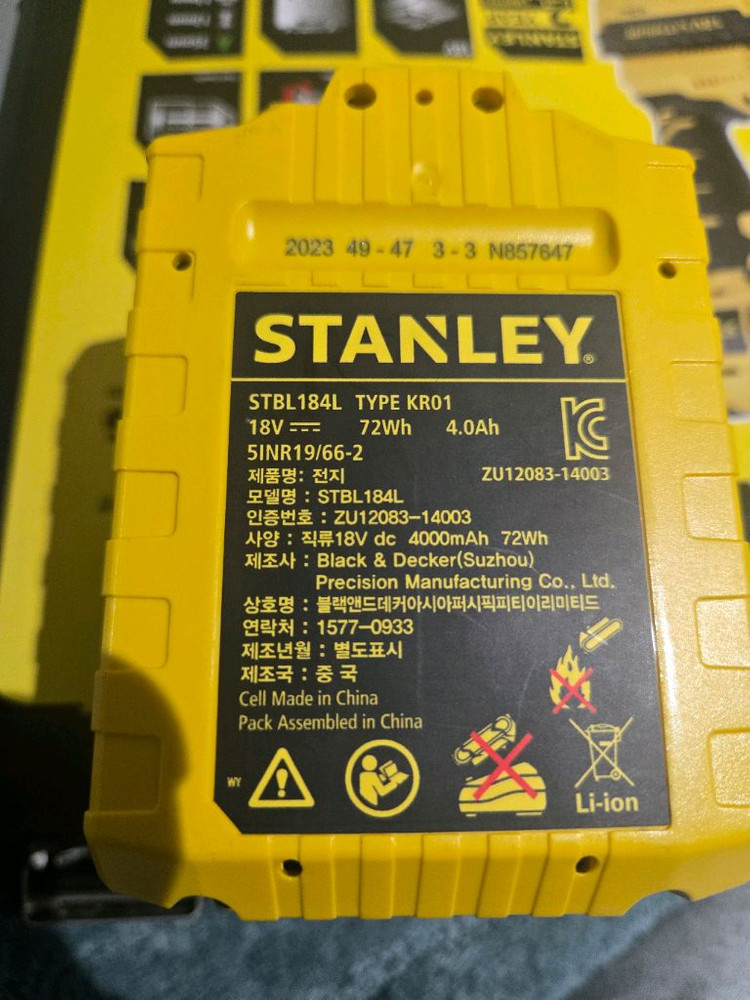 2023 49-47 3-3 N857647
STANLEY®
STBL184L TYPE KR01
18V 72Wh 4.0Ah
5INR19/66-2
제품명: 전지 ZU12083-14003
모델명 : STBL184L
인증번호 : ZU12083-14003
사양 : 직류18V dc 4000mAh 72Wh
제조사 : Black & Decker(Suzhou)
Precision Manufacturing Co., Ltd.
상호명 : 블랙앤드데커아시아퍼시픽피티이리미티드
연락처 : 1577-0933
제조년월 : 별도표시
제조국 : 중 국
Cell Made in China
Pack Assembled in China
WY
Li-ion